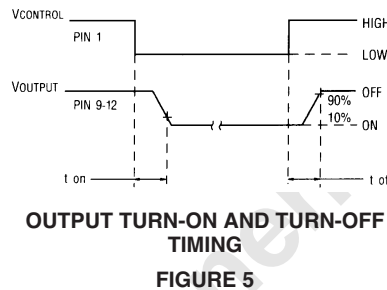 VCONTROL
HIGH
PIN 1
LOW
VOUTPUT
OFF
PIN 9-12
90%
10%
ON
t on
t of
OUTPUT TURN-ON AND TURN-OFF
TIMING
FIGURE 5